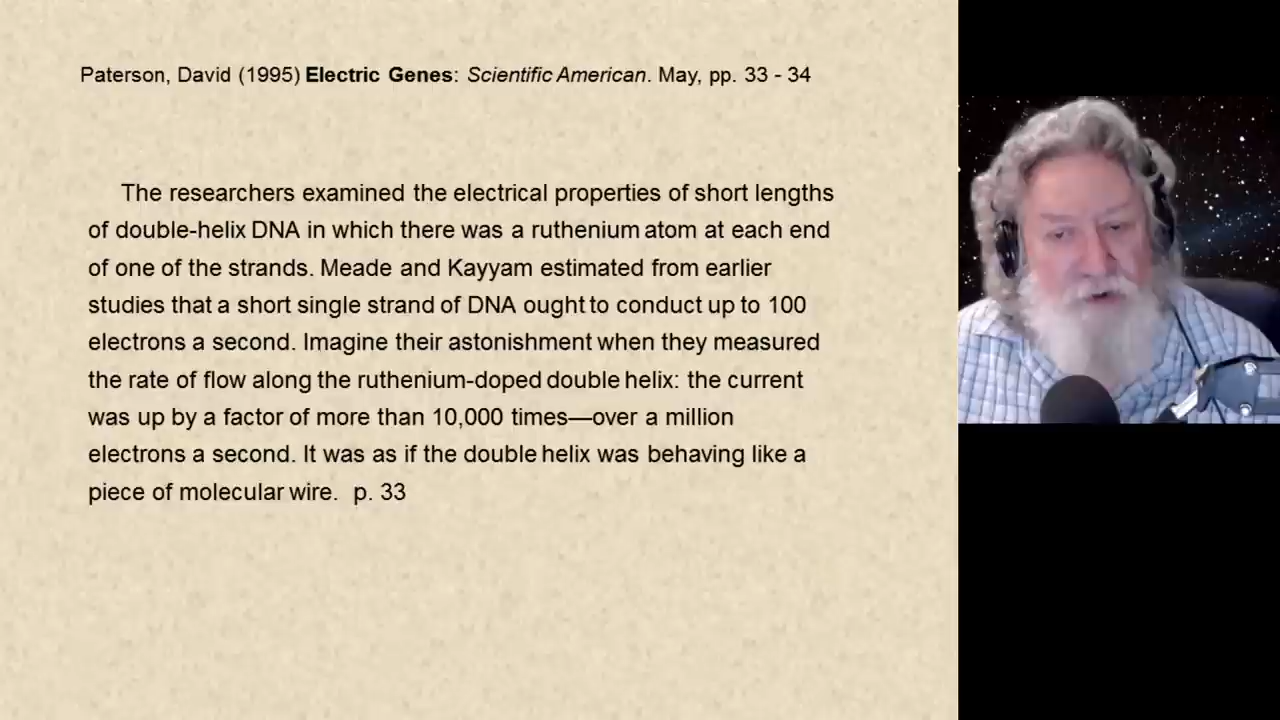 Paterson, David (1995) Electric Genes: Scientific American. May, pp. 33 - 34
The researchers examined the electrical properties of short lengths
of double-helix DNA in which there was a ruthenium atom at each end
of one of the strands. Meade and Kayyam estimated from earlier
studies that a short single strand of DNA ought to conduct up to 100
electrons a second. Imagine their astonishment when they measured
the rate of flow along the ruthenium-doped double helix: the current
was up by a factor of more than 10,000 times—over a million
electrons a second. It was as if the double helix was behaving like a
piece of molecular wire. p. 33